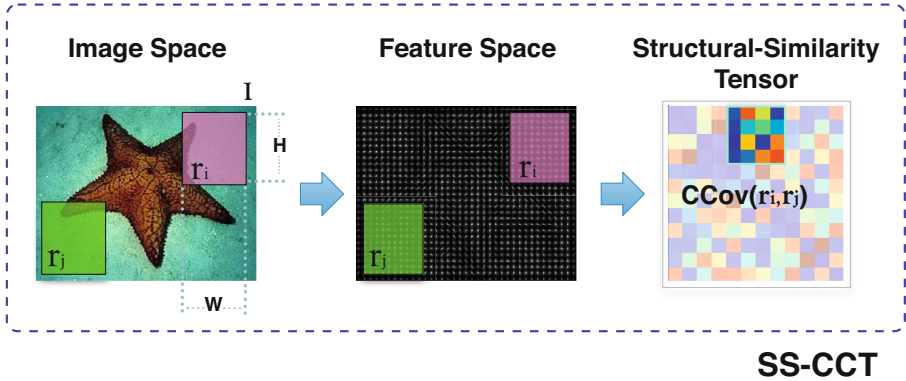 Image Space
Feature Space
Structural-Similarity
Tensor
I
H
W
ri
rj
ri
rj
CCov(ri,rj)
SS-CCT